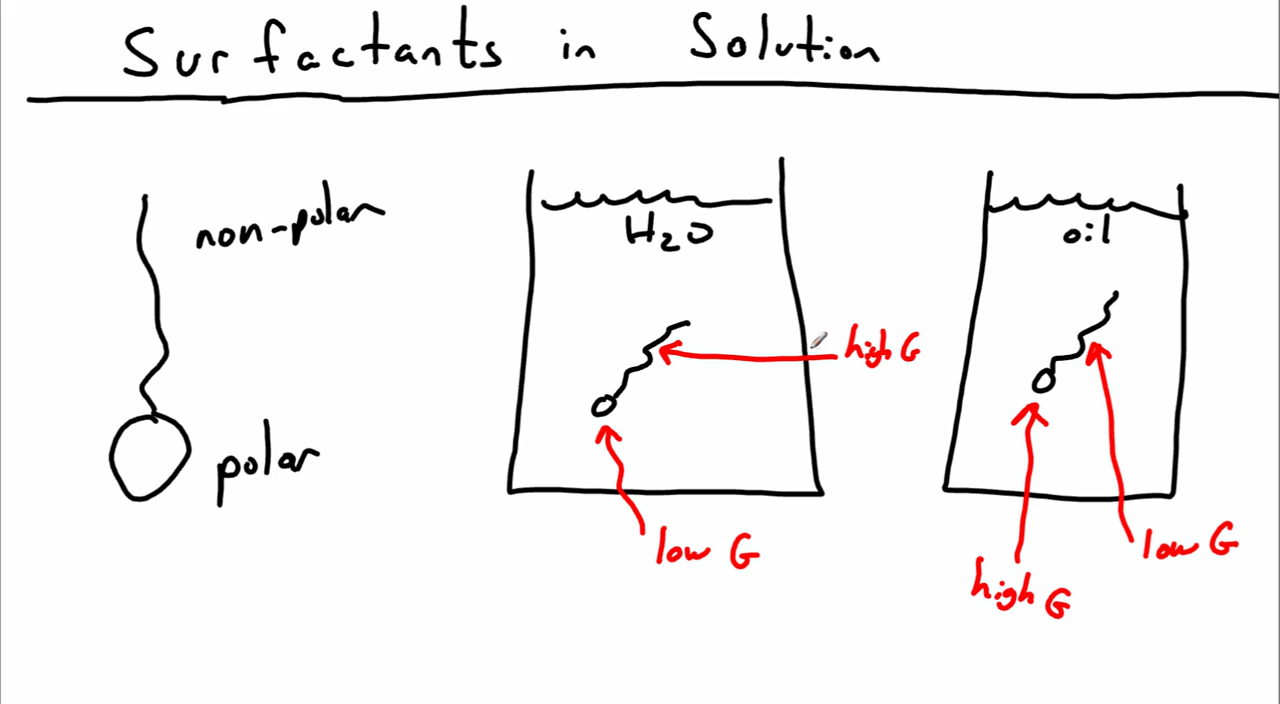 Surfactants in Solution
non-polar
polar
H₂O
high G
low G
oil
low G
high G